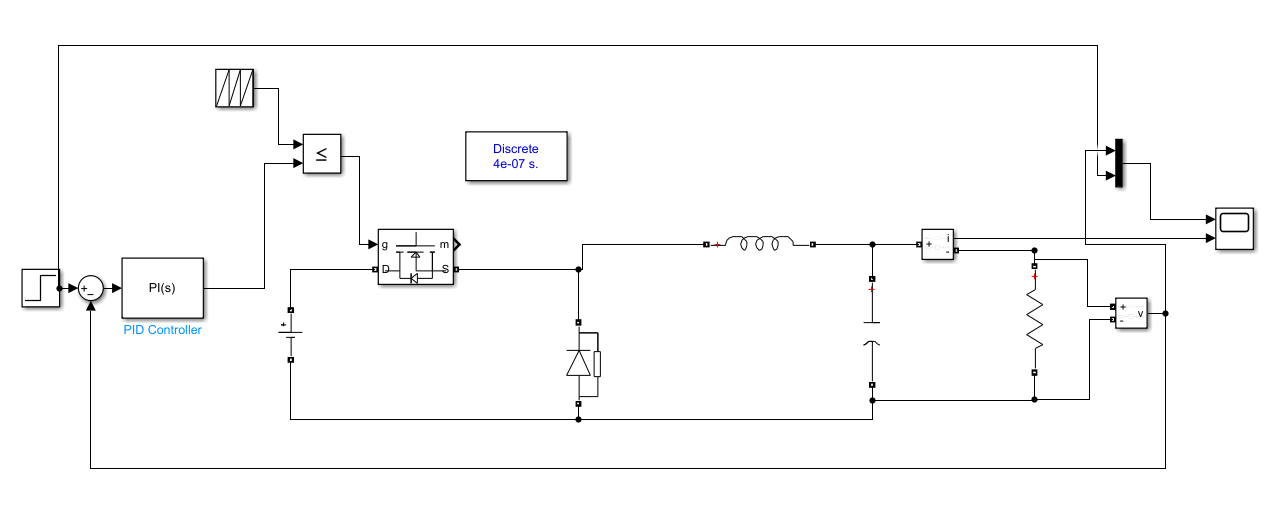 ≤
Discrete
4e-07 s.
g
m
D
S
i
+
-
+
-
PI(s)
PID Controller
+
+
-
v